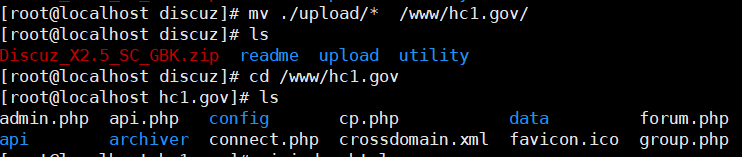 [root@localhost discuz]# mv ./upload/*  /www/hc1.gov/
[root@localhost discuz]# ls
Discuz_X2.5_SC_GBK.zip  readme  upload  utility
[root@localhost discuz]# cd /www/hc1.gov
[root@localhost hc1.gov]# ls
admin.php  api.php  config  cp.php  data  forum.php
api  archiver  connect.php  crossdomain.xml  favicon.ico  group.php